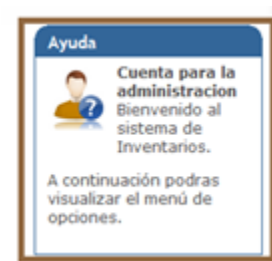 Ayuda
Cuenta para la
administracion
Bienvenido al
sistema de
Inventarios.
A continuación podras
visualizar el menú de
opciones.